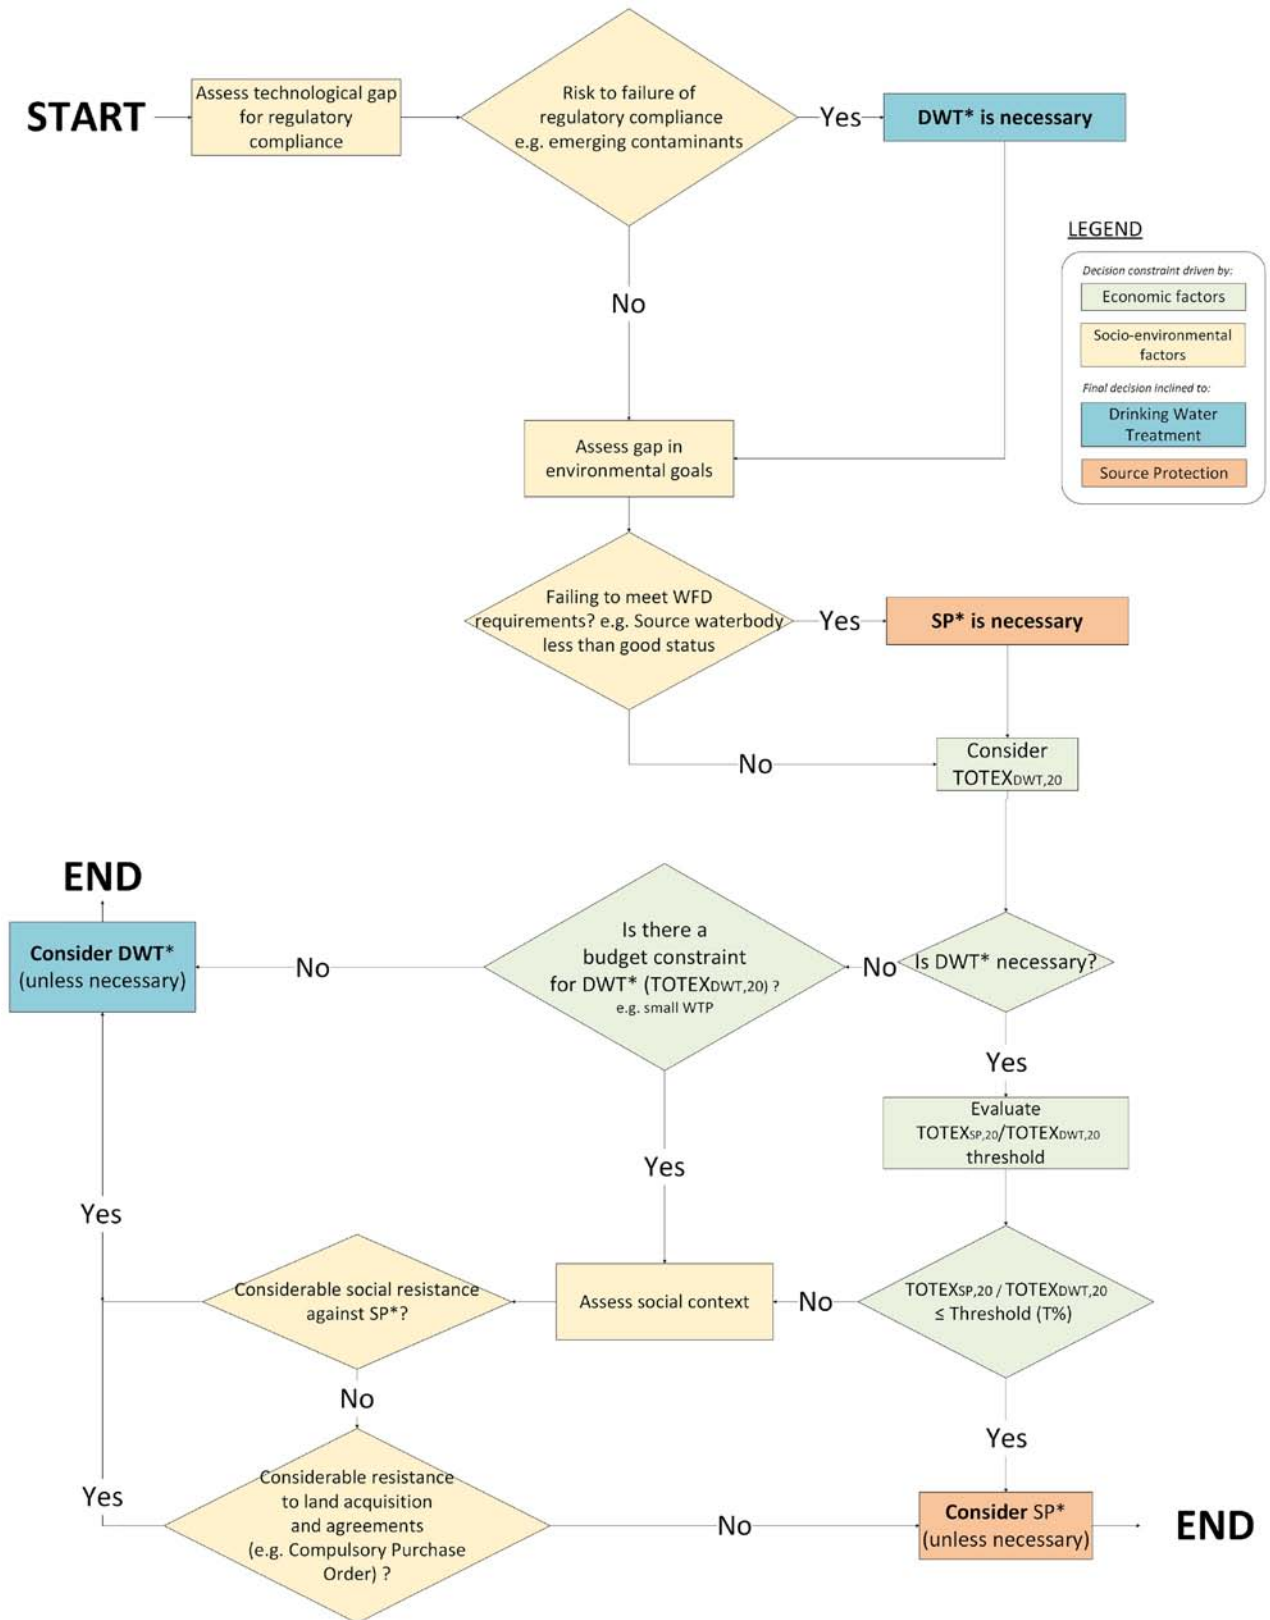 START
Assess technological gap
for regulatory
compliance
Risk to failure of
regulatory compliance
e.g. emerging contaminants
Yes
DWT* is necessary
No
LEGEND
Decision constraint driven by:
Economic factors
Socio-environmental
factors
Final decision inclined to:
Drinking Water
Treatment
Source Protection
Assess gap in
environmental goals
Failing to meet WFD
requirements? e.g. Source waterbody
less than good status
Yes
SP* is necessary
No
Consider
TOTEXDWT,20
END
Consider DWT*
(unless necessary)
No
Is there a
budget constraint
for DWT* (TOTEXDWT,20) ?
e.g. small WTP
No
Is DWT* necessary?
Yes
Evaluate
TOTEXSP,20/TOTEXDWT,20
threshold
Yes
Yes
Considerable social resistance
against SP*?
Assess social context
No
TOTEXSP,20 / TOTEXDWT,20
≤ Threshold (T%)
No
Yes
Yes
Considerable resistance
to land acquisition
and agreements
(e.g. Compulsory Purchase
Order) ?
No
Consider SP*
(unless necessary)
END